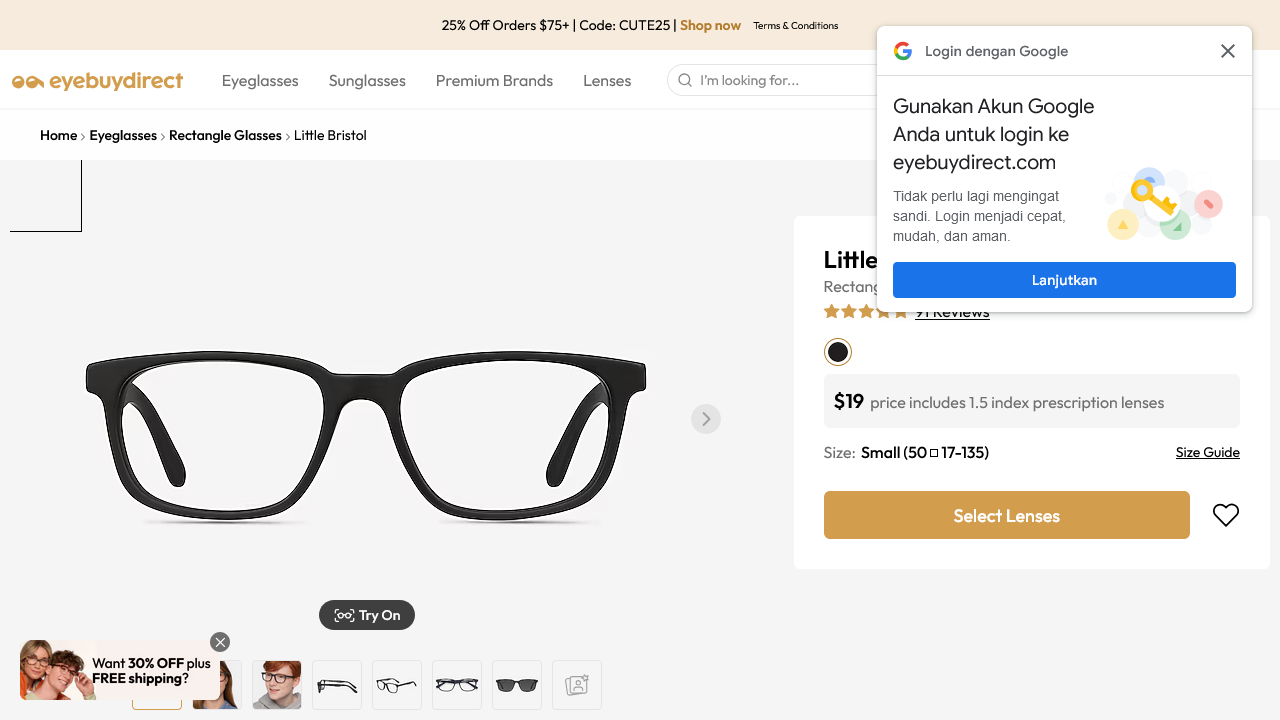 25% Off Orders $75+ | Code: CUTE25 | Shop now Terms & Conditions
eyebuydirect
Eyeglasses Sunglasses Premium Brands Lenses
I'm looking for...
Home > Eyeglasses > Rectangle Glasses > Little Bristol
Login dengan Google
Gunakan Akun Google
Anda untuk login ke
eyebuydirect.com
Tidak perlu lagi mengingat
sandi. Login menjadi cepat,
mudah, dan aman.
Lanjutkan
Little
91 Reviews
$19 price includes 1.5 index prescription lenses
Size: Small (50□17-135)
Size Guide
Select Lenses
Try On
Want 30% OFF plus
FREE shipping?